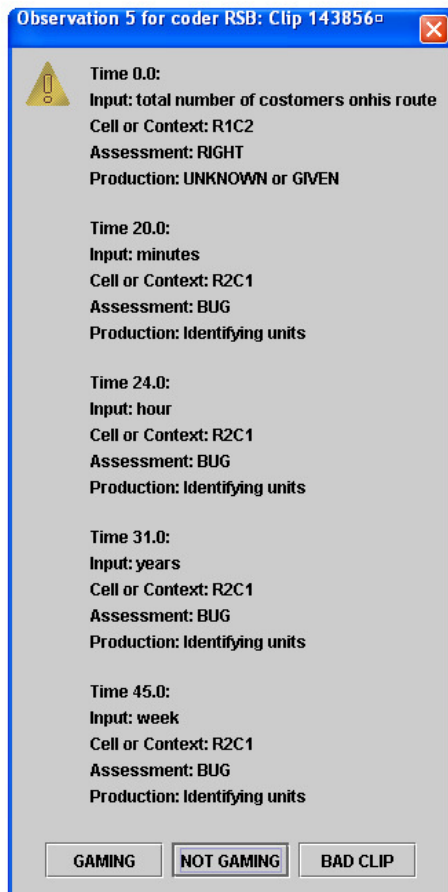 Observation 5 for coder RSB: Clip 143856
Time 0.0:
Input: total number of costomers onhis route
Cell or Context: R1C2
Assessment: RIGHT
Production: UNKNOWN or GIVEN
Time 20.0:
Input: minutes
Cell or Context: R2C1
Assessment: BUG
Production: Identifying units
Time 24.0:
Input: hour
Cell or Context: R2C1
Assessment: BUG
Production: Identifying units
Time 31.0:
Input: years
Cell or Context: R2C1
Assessment: BUG
Production: Identifying units
Time 45.0:
Input: week
Cell or Context: R2C1
Assessment: BUG
Production: Identifying units
GAMING NOT GAMING BAD CLIP